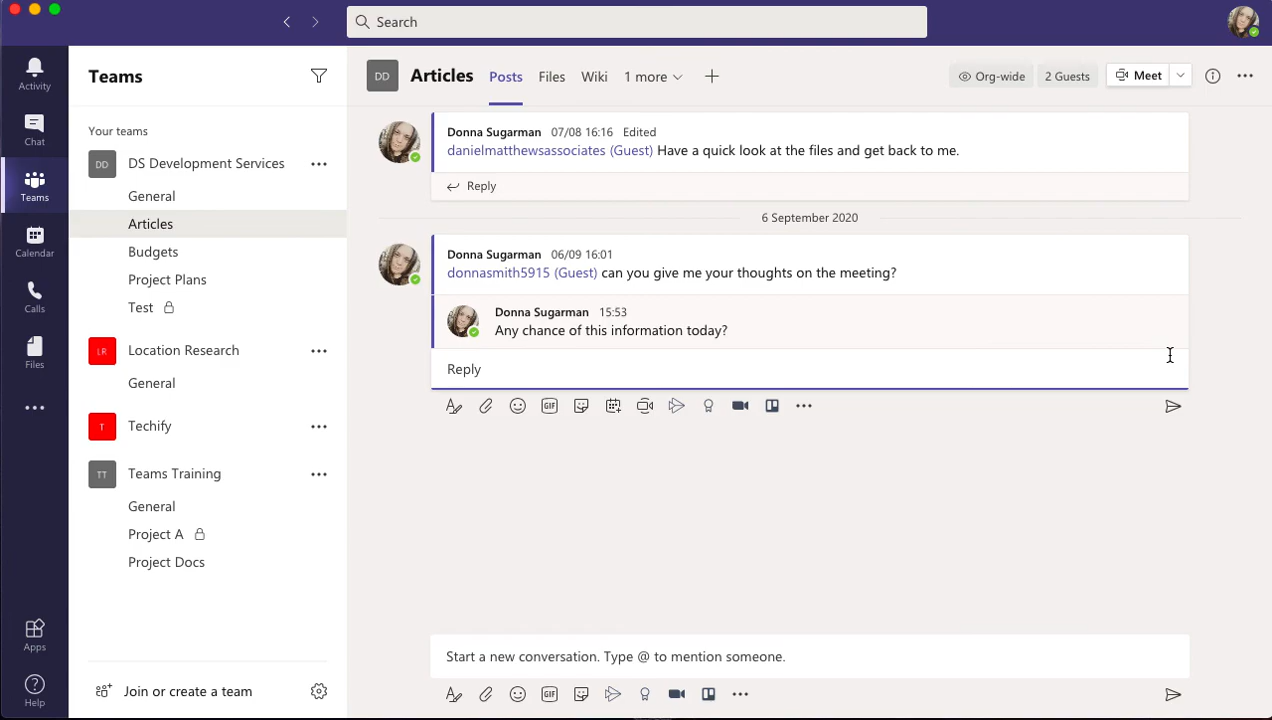 Search
Activity
Chat
Teams
Calendar
Calls
Files
Apps
Help
Teams
Your teams
DD DS Development Services
General
Articles
Budgets
Project Plans
Test
LR Location Research
General
T Techify
TT Teams Training
General
Project A
Project Docs
Join or create a team
DD Articles Posts Files Wiki 1 more
Org-wide 2 Guests Meet
Donna Sugarman 07/08 16:16 Edited
danielmatthewsassociates (Guest) Have a quick look at the files and get back to me.
Reply
6 September 2020
Donna Sugarman 06/09 16:01
donnasmith5915 (Guest) can you give me your thoughts on the meeting?
Donna Sugarman 15:53
Any chance of this information today?
Reply
GIF
Start a new conversation. Type @ to mention someone.
GIF